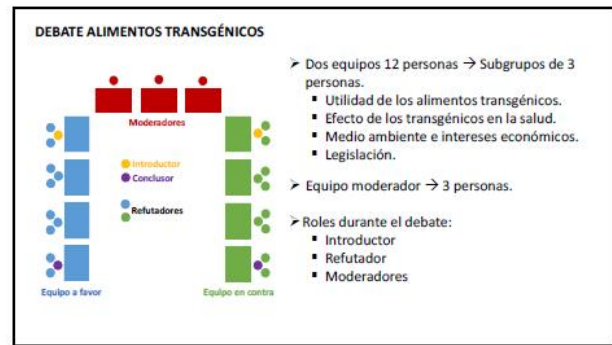 DEBATE ALIMENTOS TRANSGÉNICOS
Moderadores
Introductor
Conclusor
Refutadores
Equipo a favor
Equipo en contra
➢ Dos equipos 12 personas → Subgrupos de 3
personas.
▪ Utilidad de los alimentos transgénicos.
▪ Efecto de los transgénicos en la salud.
▪ Medio ambiente e intereses económicos.
▪ Legislación.
➢ Equipo moderador → 3 personas.
➢ Roles durante el debate:
▪ Introductor
▪ Refutador
▪ Moderadores